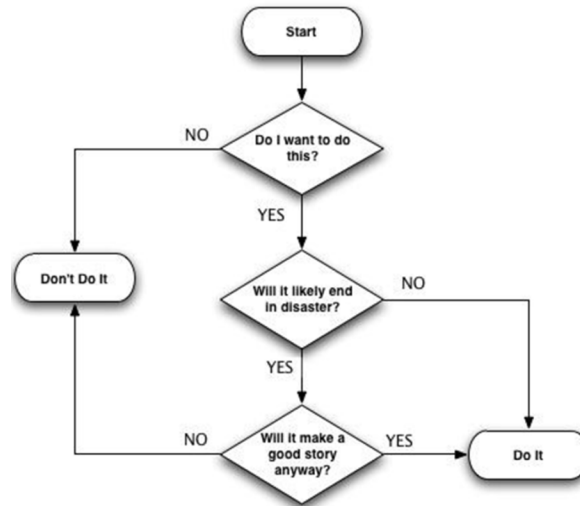 Start
NO
Do I want to do
this?
YES
Don't Do It
Will it likely end
in disaster?
NO
YES
NO
Will it make a
good story
anyway?
YES
Do It